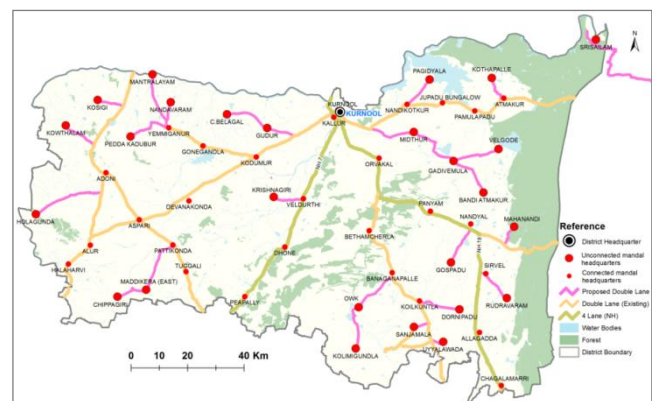 SRISAILAM
N
MANTRALAYAM
PAGIDYALA
KOTHAPALLE
KOSIGI
NANDAVARAM
KURNOOL
KURNOOL
JUPADU BUNGALOW
NANDIKOTKUR
ATMAKUR
C.BELAGAL
KALLUR
PAMULAPADU
KOWTHALAM
YEMMIGANUR
GUDUR
PEDDA KADUBUR
MIDTHUR
VELGODE
GONEGANDLA
KODUMUR
ORVAKAL
ADONI
GADIVEMULA
NH-7
KRISHNAGIRI
BANDI ATMAKUR
DEVANAKONDA
VELDURTHI
PANYAM
MAHANANDI
HOLAGUNDA
ASPARI
NANDYAL
BETHAMCHERLA
ALUR
PATTIKONDA
DHONE
HALAHARVI
TUGGALI
GOSPADU
SIRVEL
MADDIKERA (EAST)
BANAGANAPALLE
CHIPPAGIRI
PEAPALLY
OWK
KOILKUNTLA
RUDRAVARAM
DORNIPADU
SANJAMALA
ALLAGADDA
KOLIMIGUNDLA
UYYALAWADA
CHAGALAMARRI
0 10 20 40 Km
Reference
District Headquarter
Unconnected mandal
headquarters
Connected mandal
headquarters
Proposed Double Lane
Double Lane (Existing)
4 Lane (NH)
Water Bodies
Forest
District Boundary